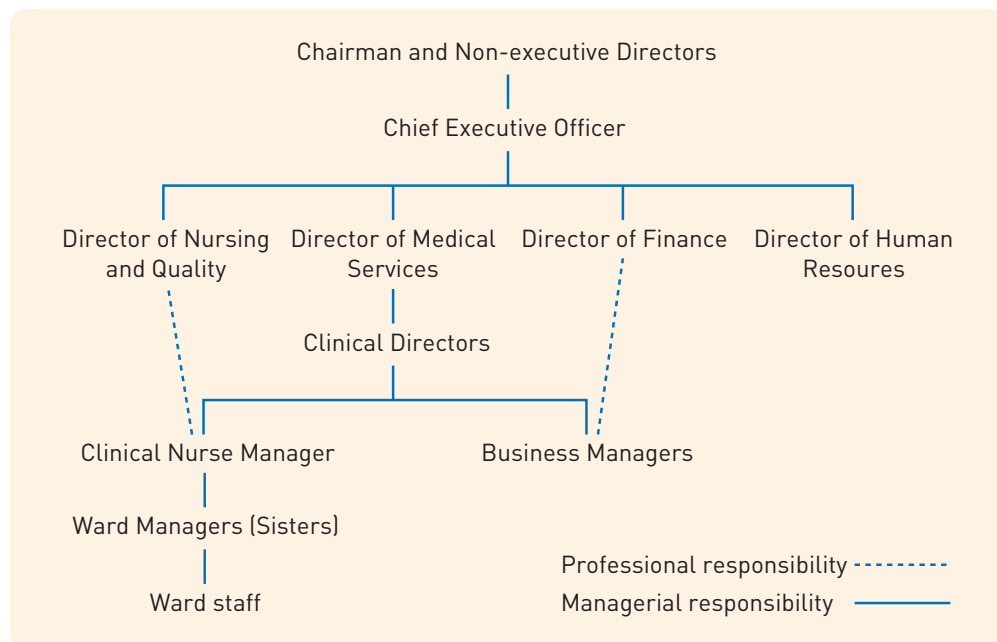 Chairman and Non-executive Directors
Chief Executive Officer
Director of Nursing
and Quality
Director of Medical
Services
Director of Finance
Director of Human
Resoures
Clinical Directors
Clinical Nurse Manager
Business Managers
Ward Managers (Sisters)
Ward staff
Professional responsibility
Managerial responsibility